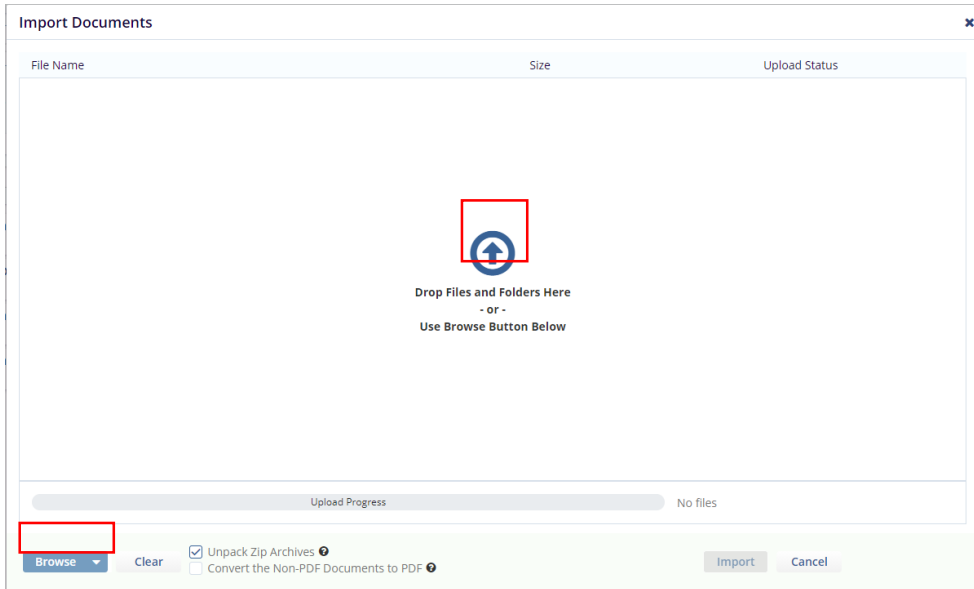 Import Documents
File Name Size Upload Status
Drop Files and Folders Here
- or -
Use Browse Button Below
Upload Progress No files
Browse Clear Unpack Zip Archives Import Cancel
Convert the Non-PDF Documents to PDF